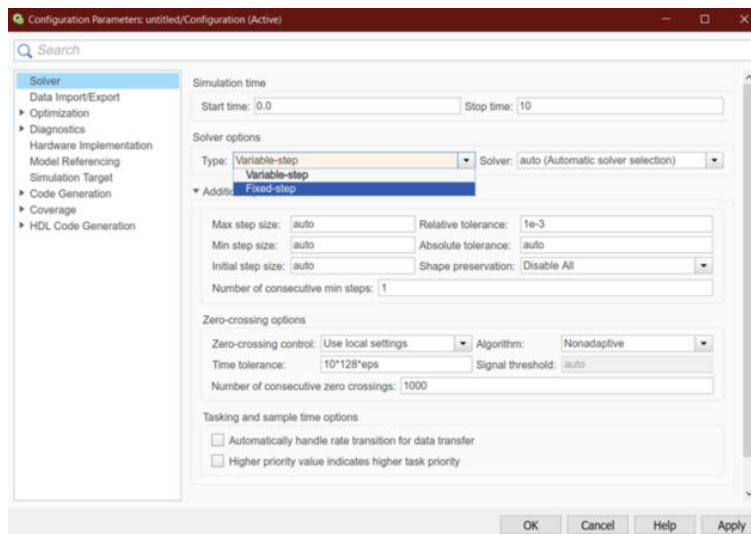 Configuration Parameters: untitled/Configuration (Active)
Search
Solver
Data Import/Export
Optimization
Diagnostics
Hardware Implementation
Model Referencing
Simulation Target
Code Generation
Coverage
HDL Code Generation
Simulation time
Start time: 0.0 Stop time: 10
Solver options
Type: Variable-step Solver: auto (Automatic solver selection)
Variable-step
Fixed-step
Max step size: auto Relative tolerance: 1e-3
Min step size: auto Absolute tolerance: auto
Initial step size: auto Shape preservation: Disable All
Number of consecutive min steps: 1
Zero-crossing options
Zero-crossing control: Use local settings Algorithm: Nonadaptive
Time tolerance: 10*128*eps Signal threshold: auto
Number of consecutive zero crossings: 1000
Tasking and sample time options
Automatically handle rate transition for data transfer
Higher priority value indicates higher task priority
OK Cancel Help Apply